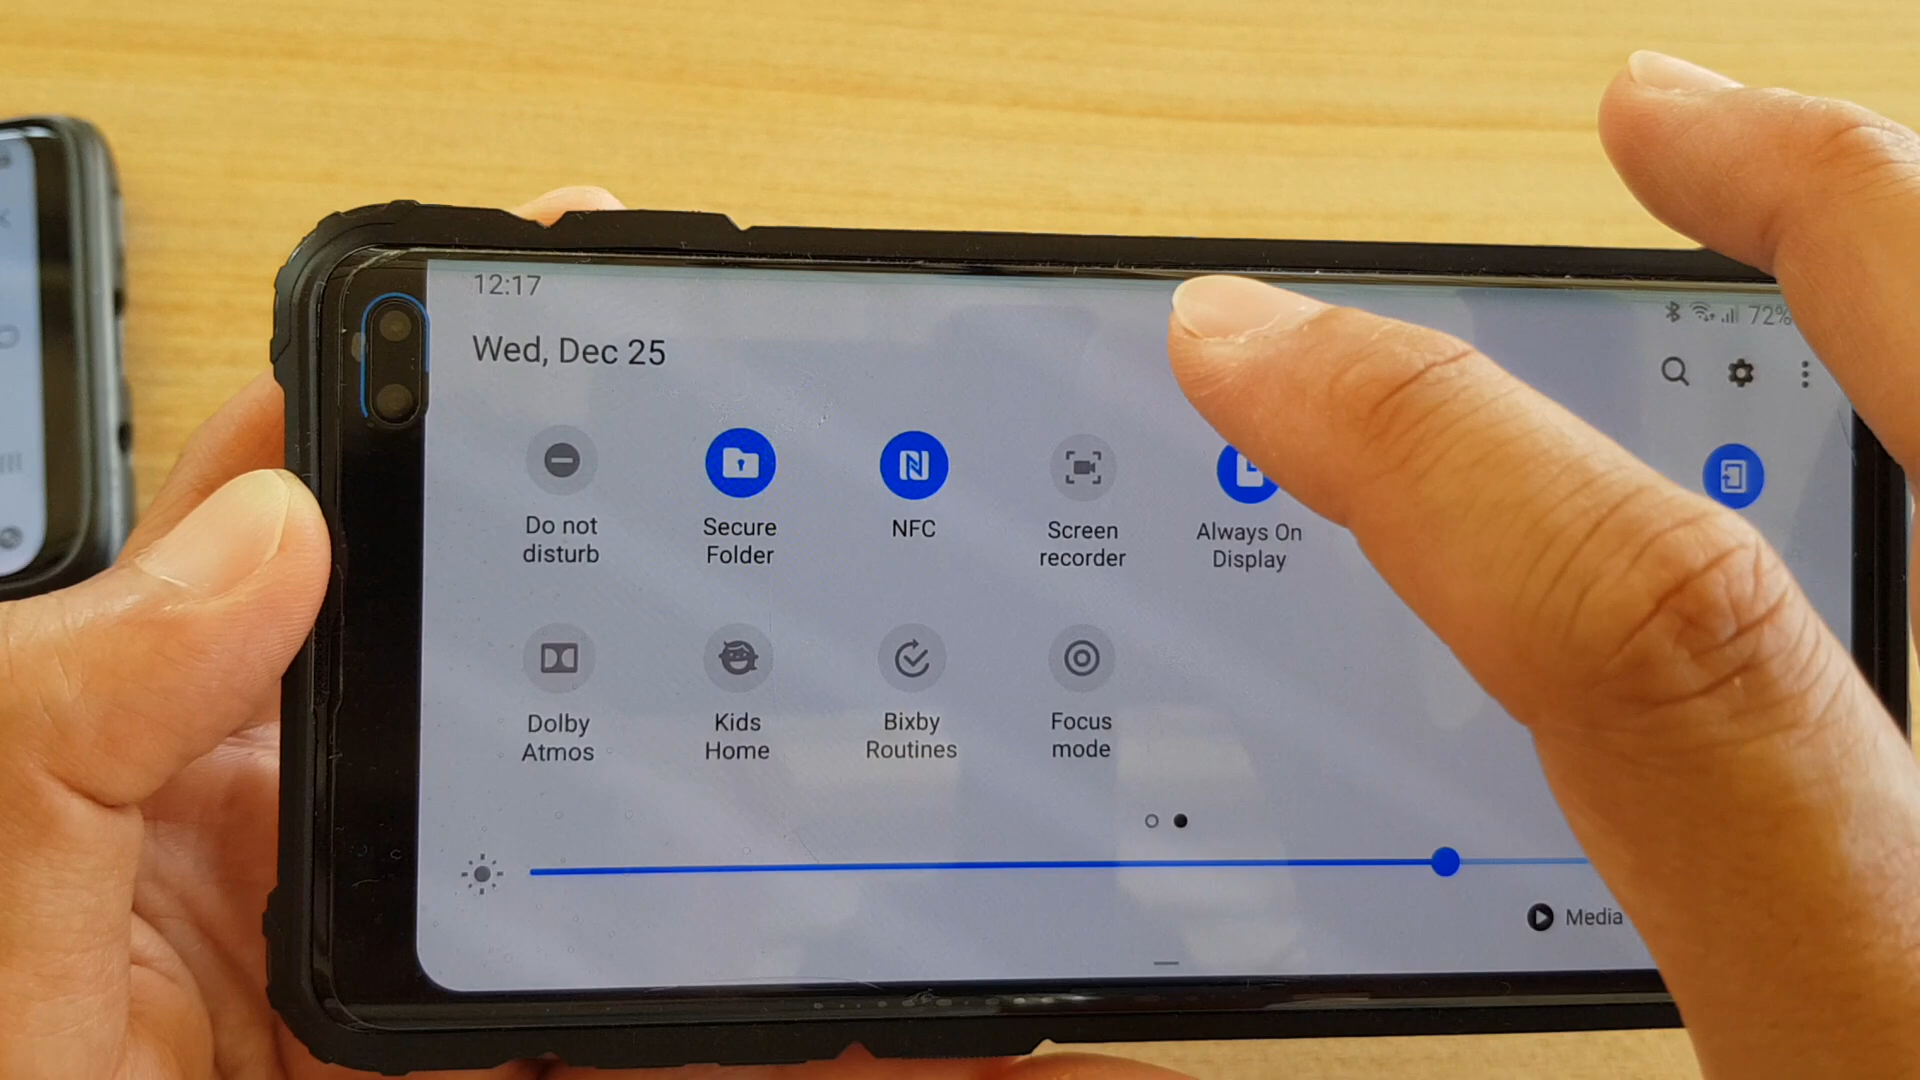 12:17
72%
Wed, Dec 25
Do not
disturb
Secure
Folder
NFC
Screen
recorder
Always On
Display
Dolby
Atmos
Kids
Home
Bixby
Routines
Focus
mode
Media